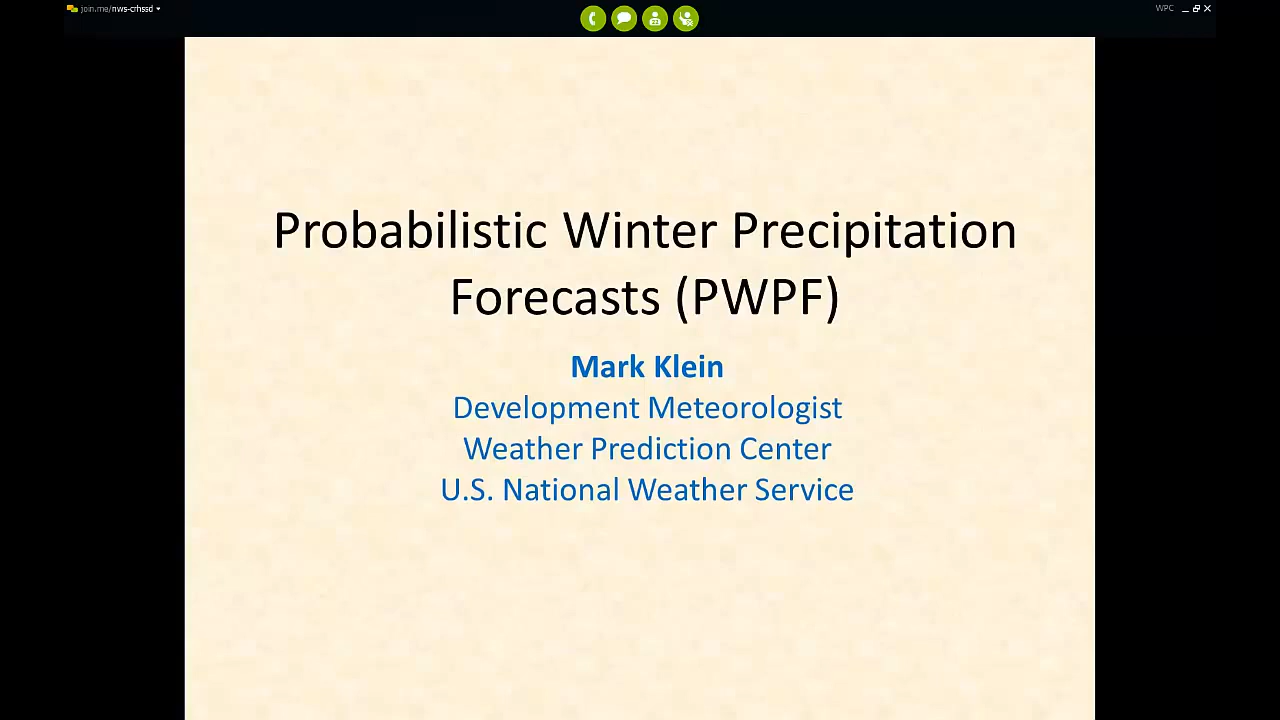 join.me/nws-crhssd
WPC
Probabilistic Winter Precipitation
Forecasts (PWPF)
Mark Klein
Development Meteorologist
Weather Prediction Center
U.S. National Weather Service